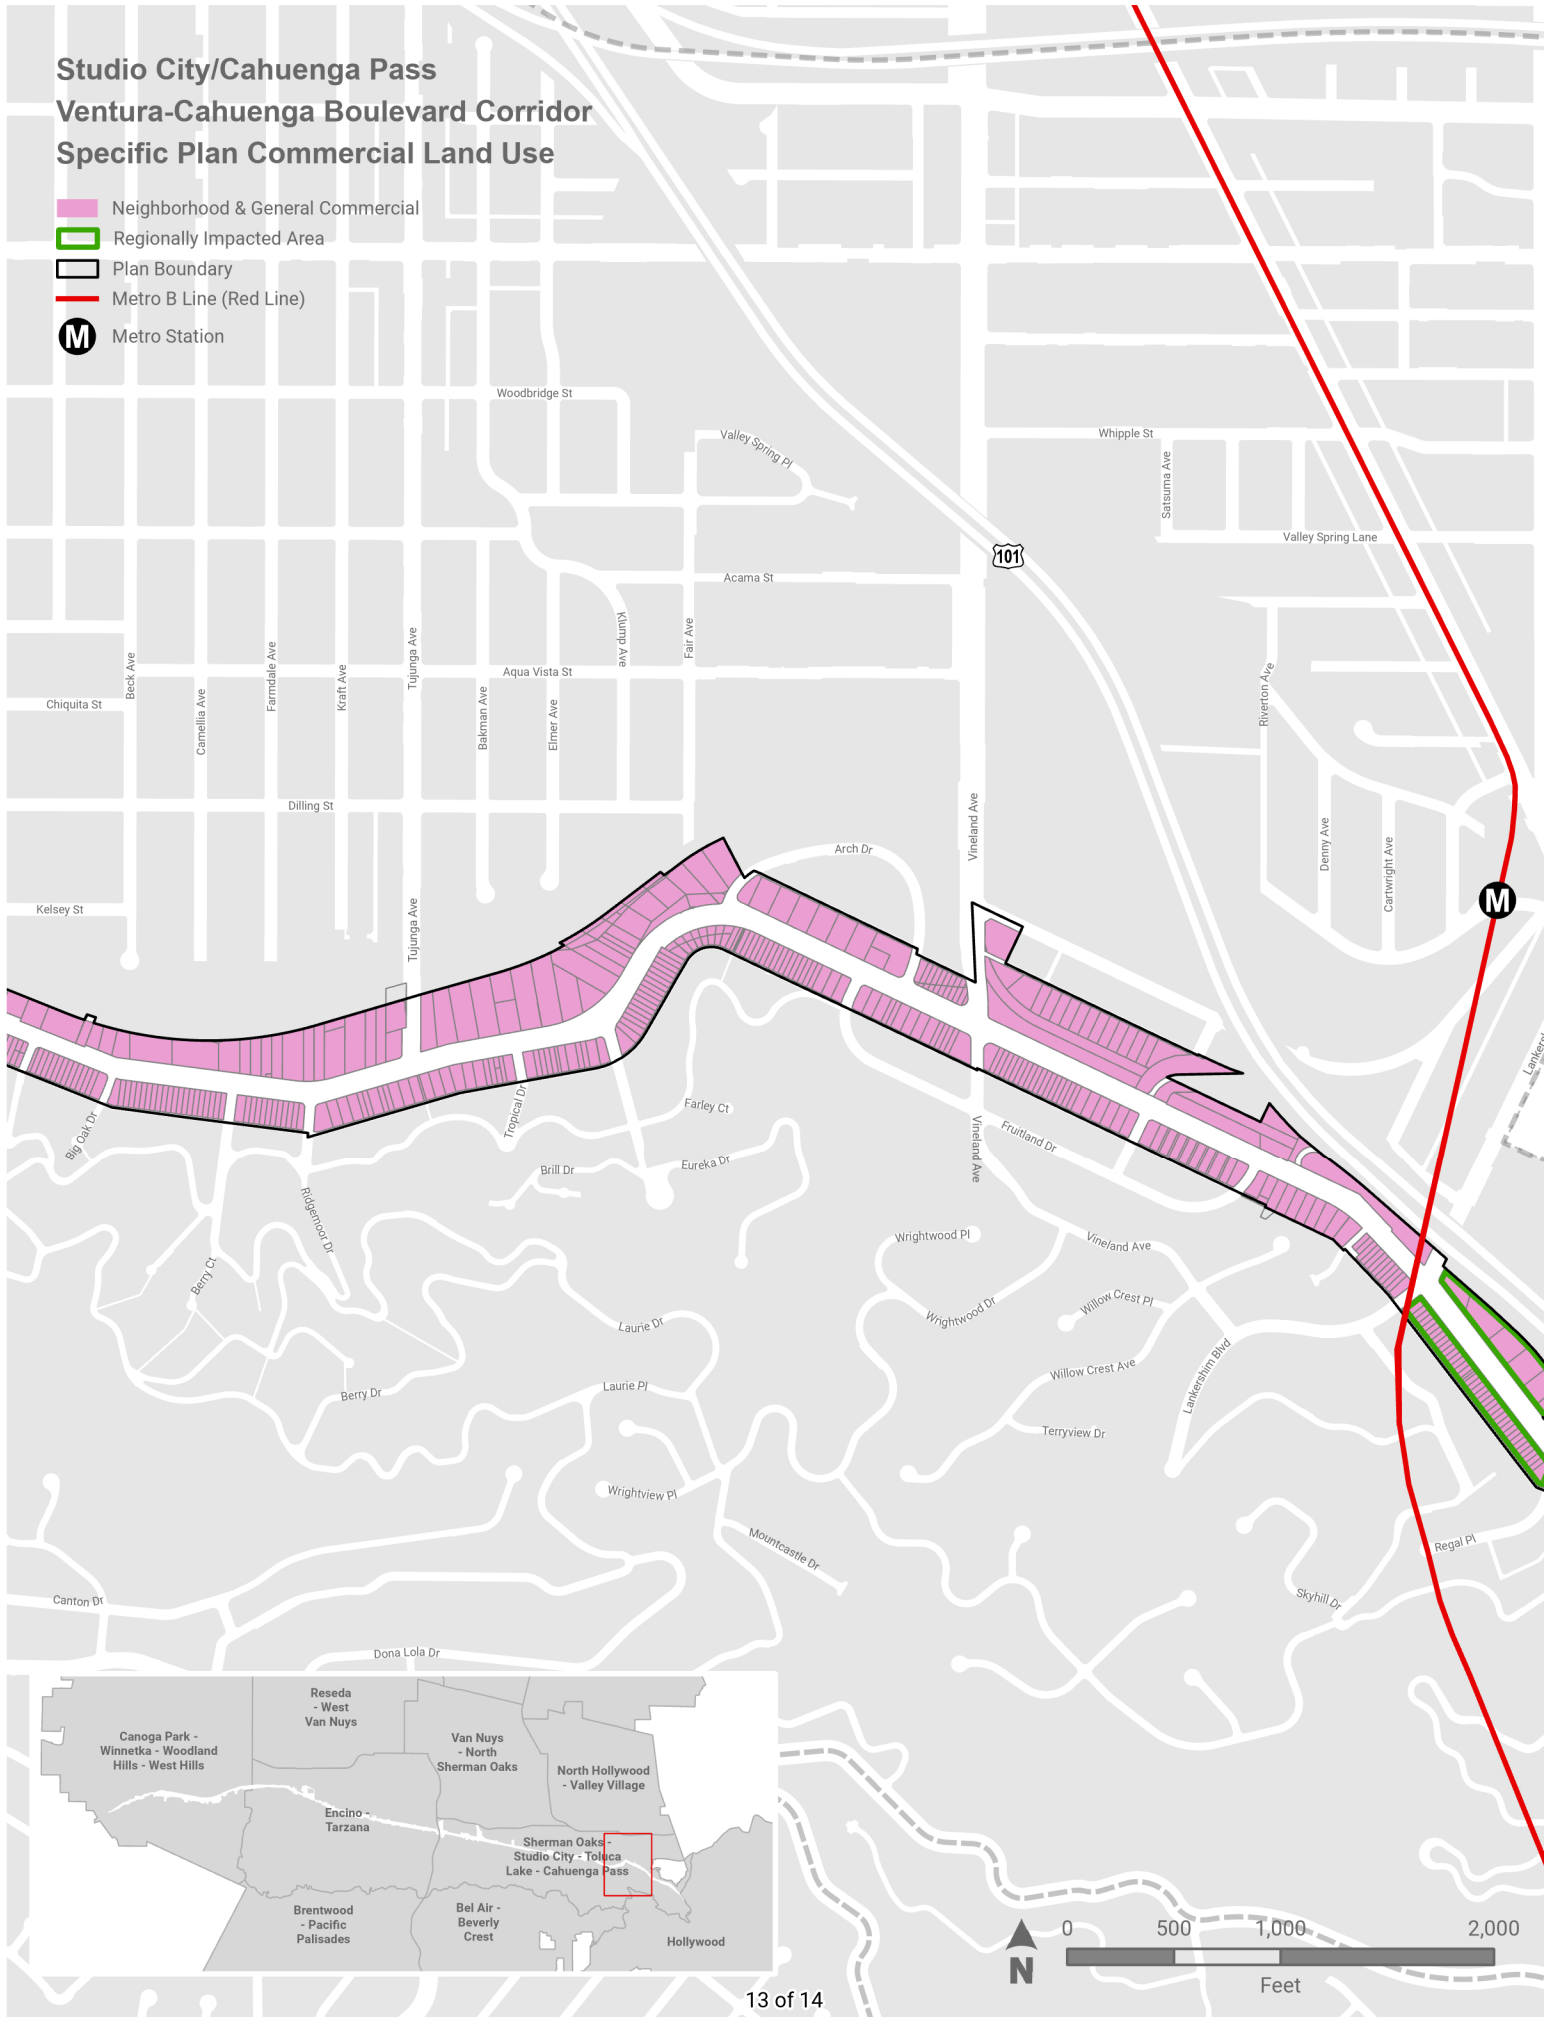 Studio City/Cahuenga Pass
Ventura-Cahuenga Boulevard Corridor
Specific Plan Commercial Land Use
Neighborhood & General Commercial
Regionally Impacted Area
Plan Boundary
Metro B Line (Red Line)
M Metro Station
Woodbridge St
Valley Spring Pl
Whipple St
Satsuma Ave
Valley Spring Lane
101
Acama St
Klump Ave
Fair Ave
Beck Ave
Camellia Ave
Farmdale Ave
Kraft Ave
Tujunga Ave
Aqua Vista St
Bakman Ave
Elmer Ave
Chiquita St
Riverton Ave
Dilling St
Vineland Ave
Denny Ave
Cartwright Ave
Arch Dr
Kelsey St
Tujunga Ave
M
Big Oak Dr
Tropical Dr
Farley Ct
Vineland Ave
Fruitland Dr
Brill Dr
Eureka Dr
Ridgemoor Dr
Berry Ct
Wrightwood Pl
Vineland Ave
Willow Crest Pl
Wrightwood Dr
Laurie Dr
Lankershim Blvd
Willow Crest Ave
Berry Dr
Laurie Pl
Terryview Dr
Wrightview Pl
Mountcastle Dr
Regal Pl
Skyhill Dr
Canton Dr
Dona Lola Dr
Reseda
- West
Van Nuys
Canoga Park -
Winnetka - Woodland
Hills - West Hills
Van Nuys
- North
Sherman Oaks
North Hollywood
- Valley Village
Encino -
Tarzana
Sherman Oaks -
Studio City - Toluca
Lake - Cahuenga Pass
Brentwood
- Pacific
Palisades
Bel Air -
Beverly
Crest
Hollywood
N
0 500 1,000 2,000
Feet
13 of 14